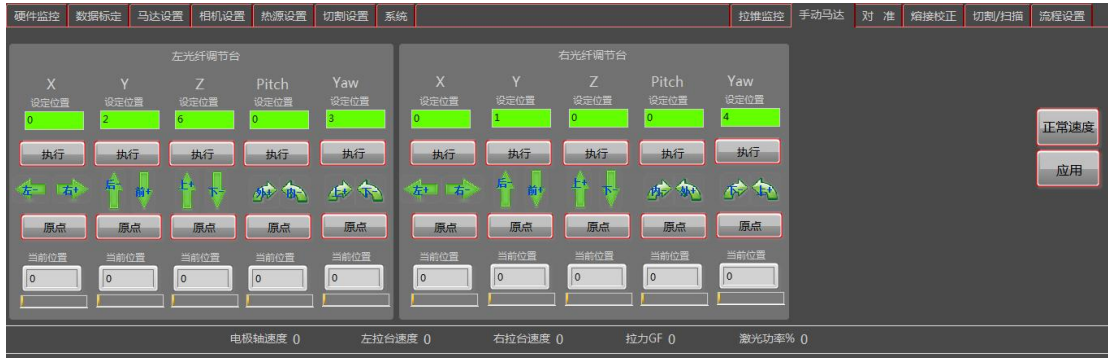 硬件监控 数据标定 马达设置 相机设置 热源设置 切割设置 系统 拉锥监控 手动马达 对 准 熔接校正 切割/扫描 流程设置
左光纤调节台 右光纤调节台
X Y Z Pitch Yaw X Y Z Pitch Yaw
设定位置 设定位置 设定位置 设定位置 设定位置 设定位置 设定位置 设定位置 设定位置 设定位置
0 2 6 0 3 0 1 0 0 4
正常速度
执行 执行 执行 执行 执行 执行 执行 执行 执行 执行
应用
左- 右+ 后- 前+ 上+ 下- 外+ 内- 上+ 下- 左+ 右- 后- 前+ 上+ 下- 内- 外+ 下- 上+
原点 原点 原点 原点 原点 原点 原点 原点 原点 原点
当前位置 当前位置 当前位置 当前位置 当前位置 当前位置 当前位置 当前位置 当前位置 当前位置
0 0 0 0 0 0 0 0 0 0
电极轴速度 0 左拉台速度 0 右拉台速度 0 拉力GF 0 激光功率% 0